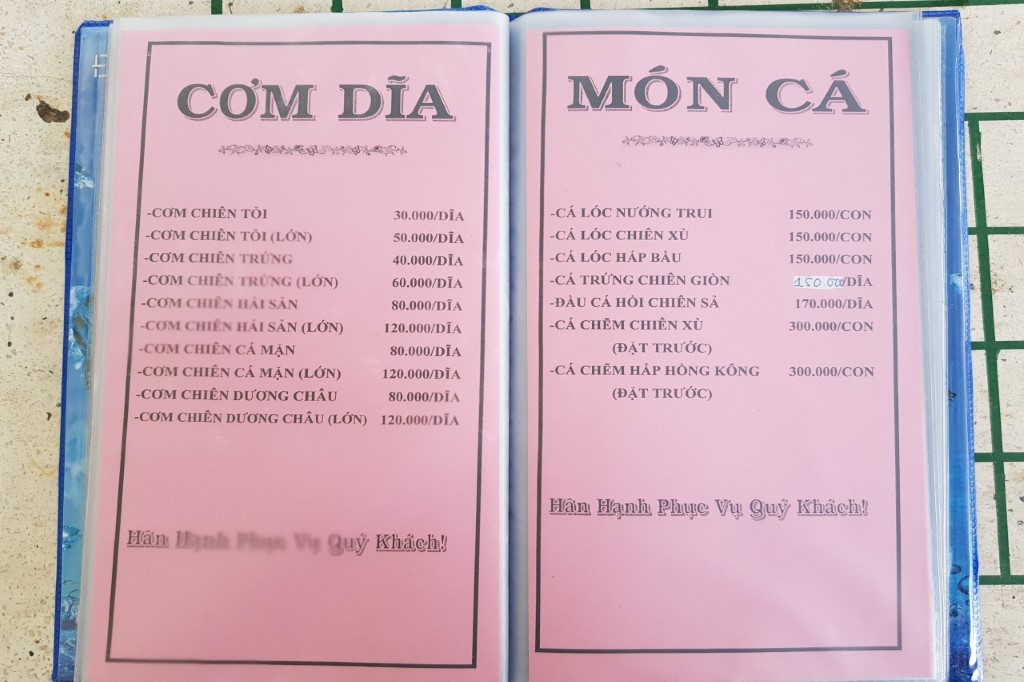 CƠM DĨA
-CƠM CHIÊN TỎI 30.000/DĨA
-CƠM CHIÊN TỎI (LỚN) 50.000/DĨA
-CƠM CHIÊN TRỨNG 40.000/DĨA
-CƠM CHIÊN TRỨNG (LỚN) 60.000/DĨA
-CƠM CHIÊN HẢI SẢN 80.000/DĨA
-CƠM CHIÊN HẢI SẢN (LỚN) 120.000/DĨA
-CƠM CHIÊN CÁ MẶN 80.000/DĨA
-CƠM CHIÊN CÁ MẶN (LỚN) 120.000/DĨA
-CƠM CHIÊN DƯƠNG CHÂU 80.000/DĨA
-CƠM CHIÊN DƯƠNG CHÂU (LỚN) 120.000/DĨA
Hân Hạnh Phục Vụ Quý Khách!
MÓN CÁ
-CÁ LÓC NƯỚNG TRUI 150.000/CON
-CÁ LÓC CHIÊN XÙ 150.000/CON
-CÁ LÓC HẤP BẦU 150.000/CON
-CÁ TRỨNG CHIÊN GIÒN 150.000/DĨA
-ĐẦU CÁ HỒI CHIÊN SẢ 170.000/DĨA
-CÁ CHẼM CHIÊN XÙ 300.000/CON
(ĐẶT TRƯỚC)
-CÁ CHẼM HẤP HỒNG KÔNG 300.000/CON
(ĐẶT TRƯỚC)
Hân Hạnh Phục Vụ Quý Khách!